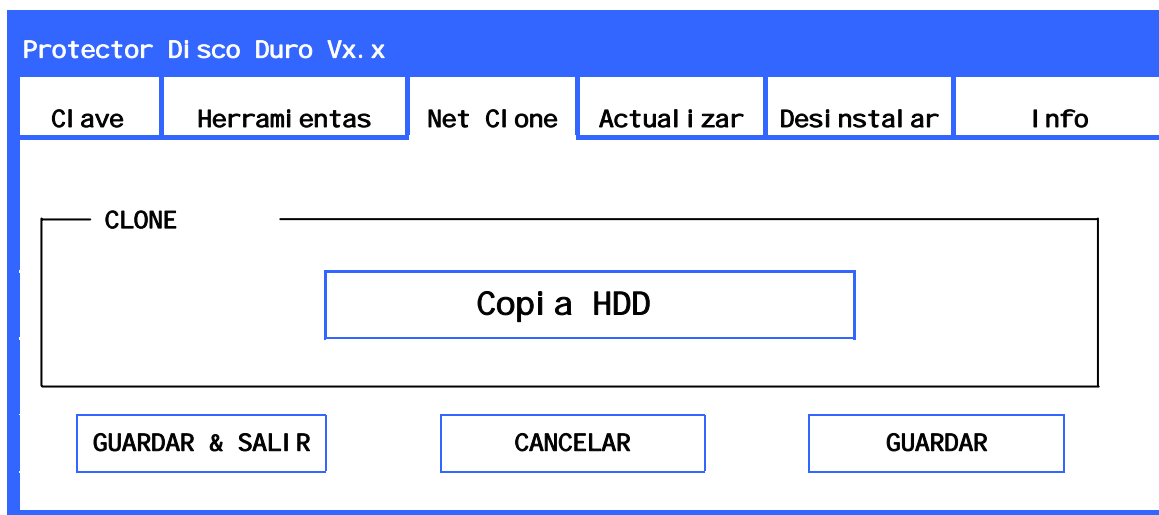 Protector Disco Duro Vx.x
Clave Herramientas Net Clone Actualizar Desinstalar Info
CLONE
Copia HDD
GUARDAR & SALIR CANCELAR GUARDAR